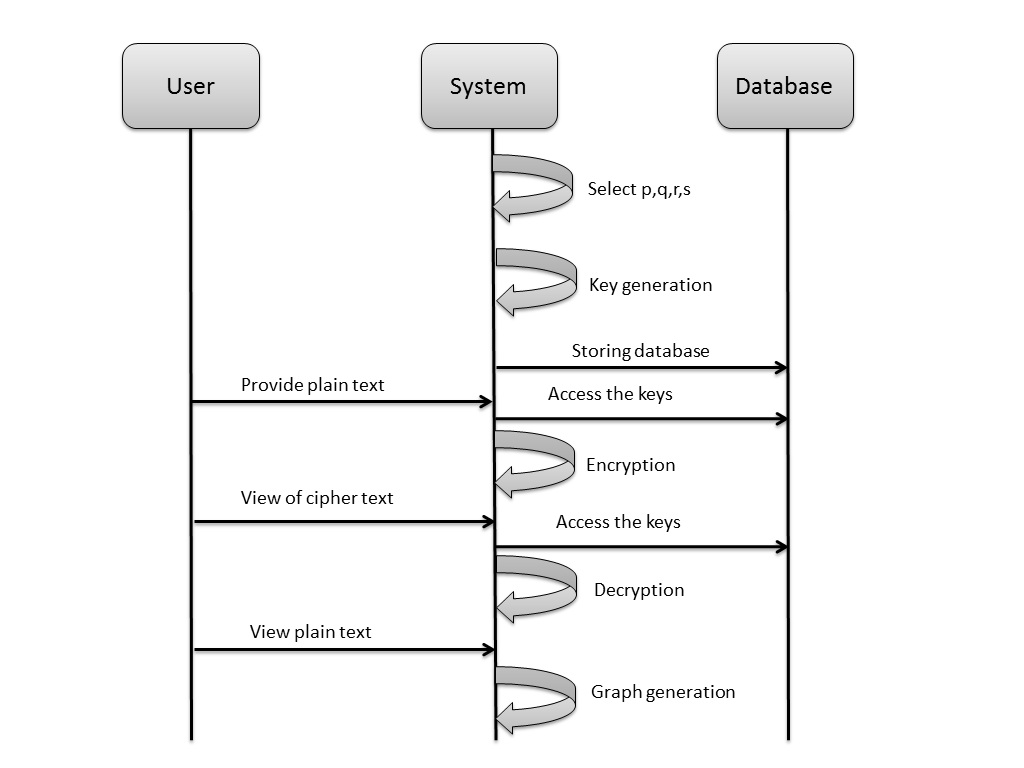 User
System
Database
Select p,q,r,s
Key generation
Storing database
Provide plain text
Access the keys
Encryption
View of cipher text
Access the keys
Decryption
View plain text
Graph generation